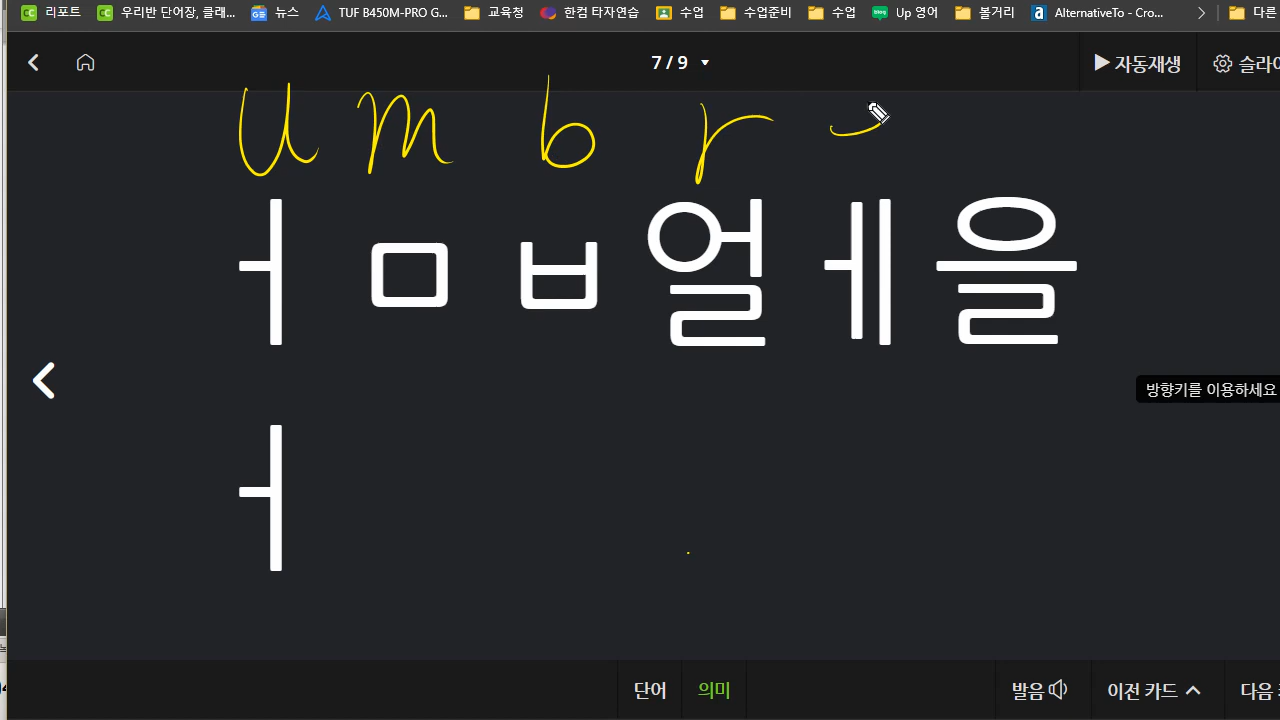 리포트 우리반 단어장, 클래... 뉴스 TUF B450M-PRO G... 교육청 한컴 타자연습 수업 수업준비 수업 Up 영어 볼거리 AlternativeTo- Cro... 다른
7 / 9 자동재생 슬라이
u m b r
ㅓ ㅁ ㅂ 얼 ㅔ 을
방향키를 이용하세요
ㅓ
단어 의미 발음 이전 카드 다음